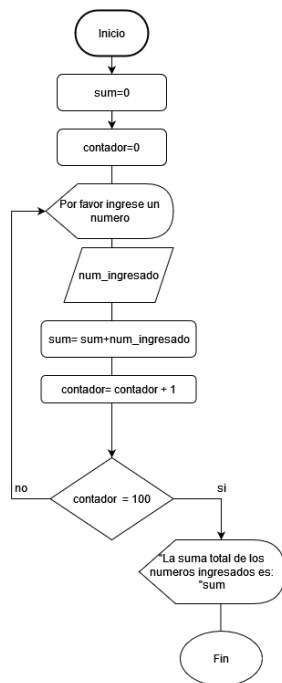 Inicio
sum=0
contador=0
Por favor ingrese un
numero
num_ingresado
sum= sum+num_ingresado
contador= contador + 1
contador = 100
no
si
"La suma total de los
numeros ingresados es:
"sum
Fin